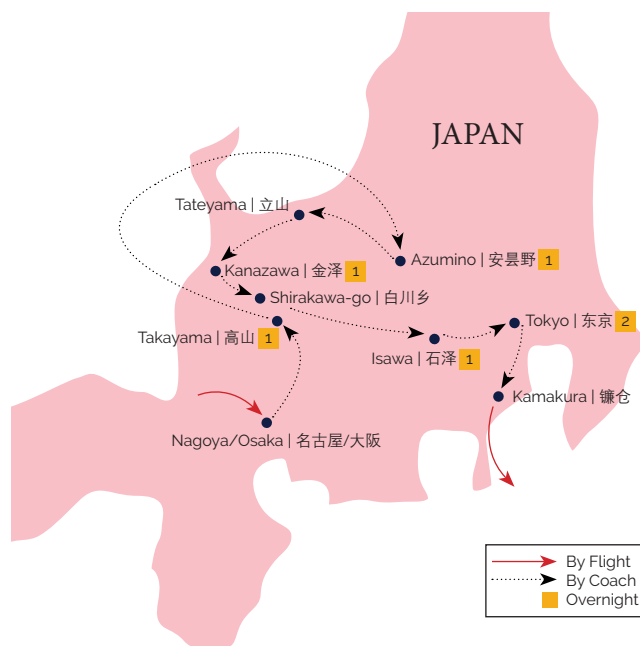 JAPAN
Tateyama | 立山
Azumino | 安曇野 1
Kanazawa | 金泽 1
Shirakawa-go | 白川乡
Takayama | 高山 1
Tokyo | 东京 2
Isawa | 石泽 1
Kamakura | 镰仓
Nagoya/Osaka | 名古屋/大阪
By Flight
By Coach
Overnight